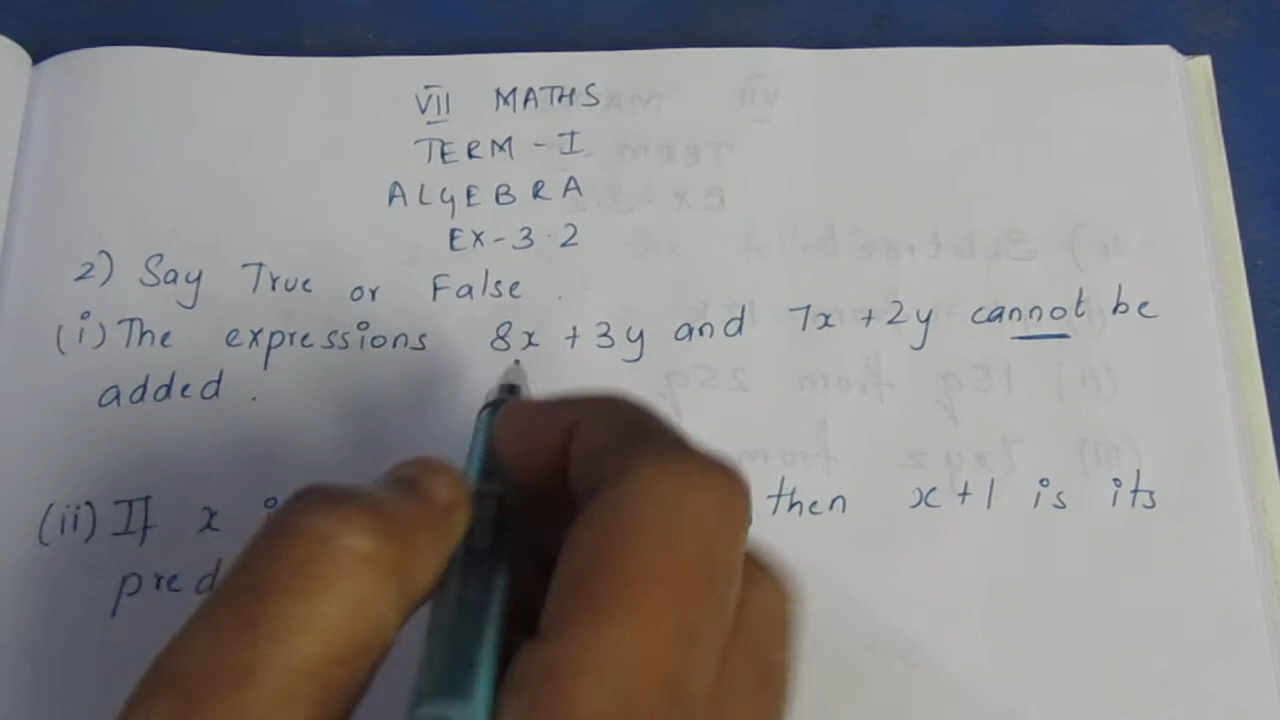 VII MATHS
TERM - I
ALGEBRA
EX-3.2
2) Say True or False.
(i) The expressions 8x + 3y and 7x + 2y cannot be
added.
(ii) If x then x+1 is its